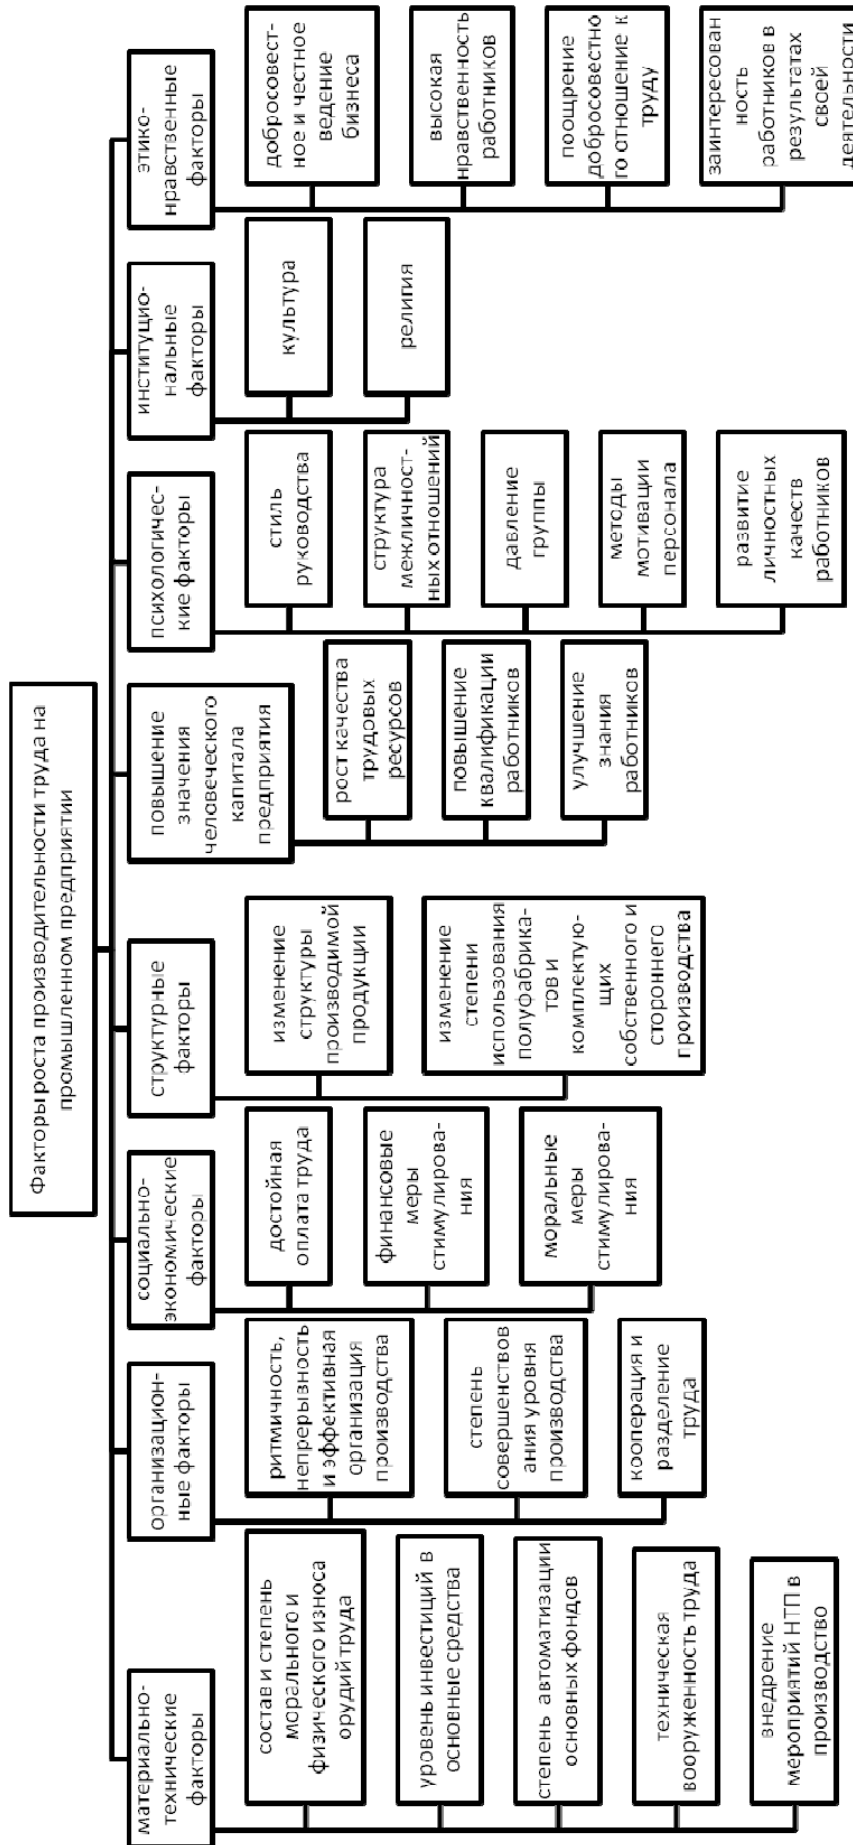 Факторы роста производительности труда на
промышленном предприятии
материально-
технические
факторы
состав и степень
морального и
физического износа
орудий труда
уровень инвестиций в
основные средства
степень автоматизации
основных фондов
техническая
вооруженность труда
внедрение
мероприятий НТП в
производство
организацион-
ные факторы
ритмичность,
непрерывность
и эффективная
организация
производства
степень
совершенствов
ания уровня
производства
кооперация и
разделение
труда
социально-
экономические
факторы
достойная
оплата труда
финансовые
меры
стимулирова-
ния
моральные
меры
стимулирова-
ния
структурные
факторы
изменение
структуры
производимой
продукции
изменение
степени
использования
полуфабрика-
тов и
комплектую-
щих
собственного и
стороннего
производства
повышение
значения
человеческого
капитала
предприятия
рост качества
трудовых
ресурсов
повышение
квалификации
работников
улучшение
знания
работников
психологичес-
кие факторы
стиль
руководства
структура
межличност-
ных отношений
давление
группы
методы
мотивации
персонала
развитие
личностных
качеств
работников
институцио-
нальные
факторы
культура
религия
этико-
нравственные
факторы
добросовест-
ное и честное
ведение
бизнеса
высокая
нравственность
работников
поощрение
добросовестно
го отношение к
труду
заинтересован
ность
работников в
результатах
своей
деятельности